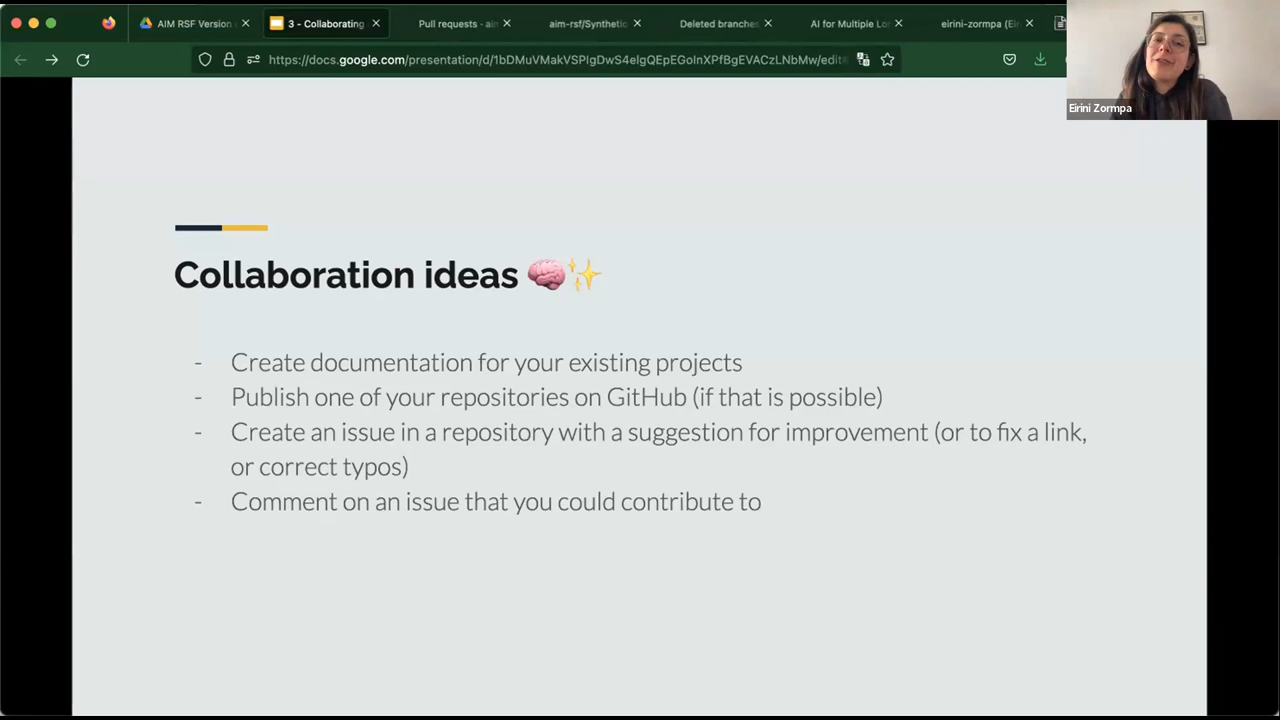 AIM RSF Version
3 - Collaborating
Pull requests - aim
aim-rsf/Synthetic
Deleted branches
AI for Multiple Lo
eirini-zormpa (Eir
https://docs.google.com/presentation/d/1bDMuVMakVSPIgDwS4eIgQEpEGoInXPfBgEVACzLNbMw/edit
Eirini Zormpa
Collaboration ideas 🧠✨
- Create documentation for your existing projects
- Publish one of your repositories on GitHub (if that is possible)
- Create an issue in a repository with a suggestion for improvement (or to fix a link,
or correct typos)
- Comment on an issue that you could contribute to